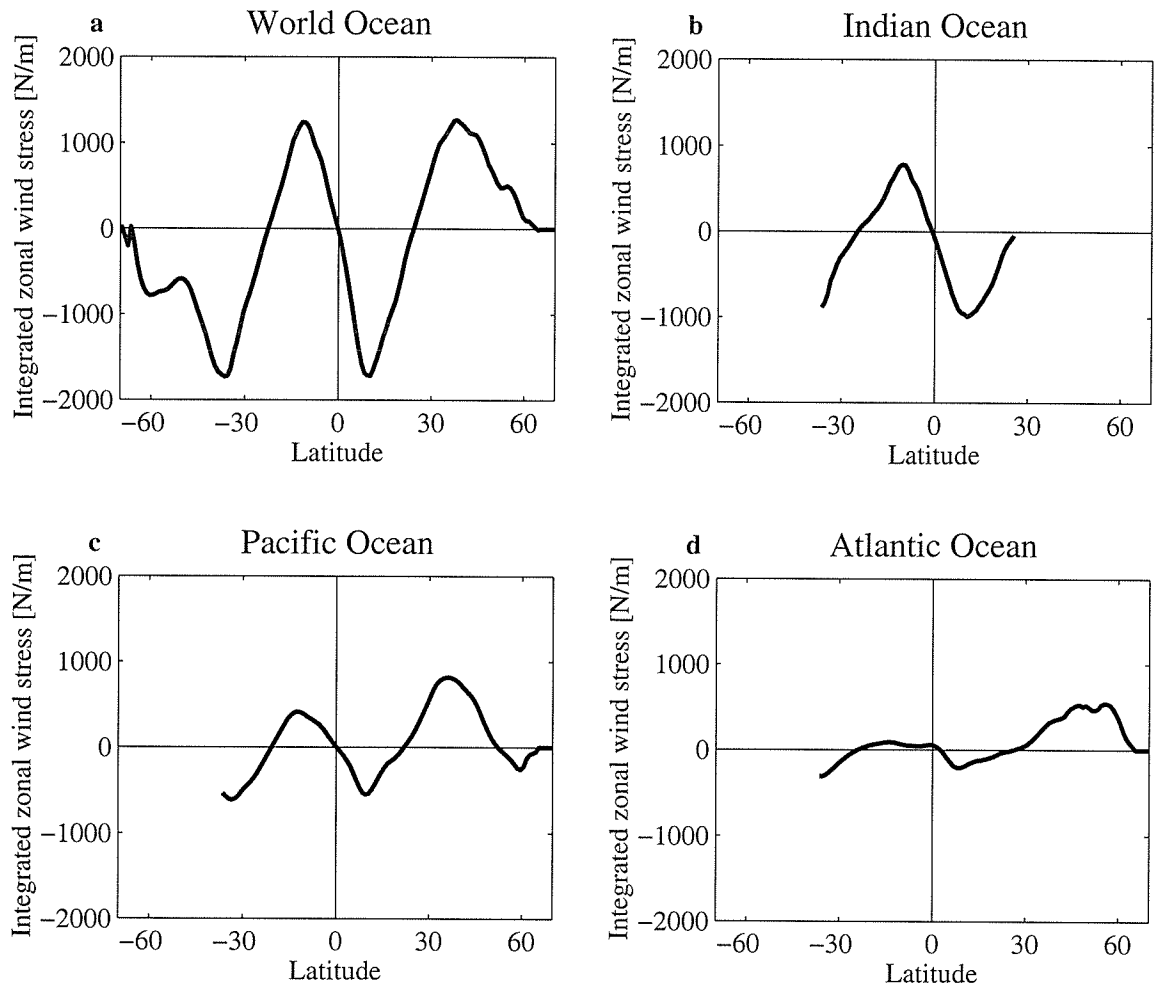 a World Ocean
Integrated zonal wind stress [N/m]
2000
1000
0
−1000
−2000
−60 −30 0 30 60
Latitude
b Indian Ocean
Integrated zonal wind stress [N/m]
2000
1000
0
−1000
−2000
−60 −30 0 30 60
Latitude
c Pacific Ocean
Integrated zonal wind stress [N/m]
2000
1000
0
−1000
−2000
−60 −30 0 30 60
Latitude
d Atlantic Ocean
Integrated zonal wind stress [N/m]
2000
1000
0
−1000
−2000
−60 −30 0 30 60
Latitude